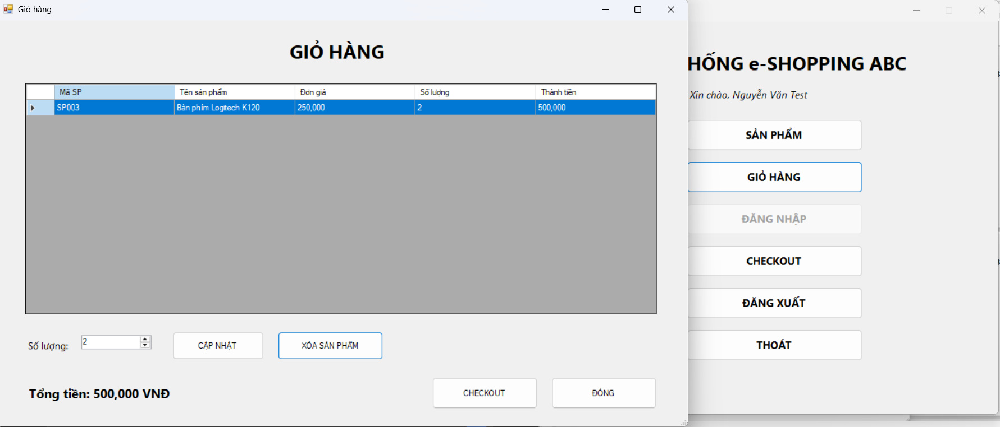 Giỏ hàng
GIỎ HÀNG
Mã SP Tên sản phẩm Đơn giá Số lượng Thành tiền
SP003 Bàn phím Logitech K120 250,000 2 500,000
Số lượng: 2 CẬP NHẬT XÓA SẢN PHẨM
Tổng tiền: 500,000 VNĐ CHECKOUT ĐÓNG
HỐNG e-SHOPPING ABC
Xin chào, Nguyễn Văn Test
SẢN PHẨM
GIỎ HÀNG
ĐĂNG NHẬP
CHECKOUT
ĐĂNG XUẤT
THOÁT